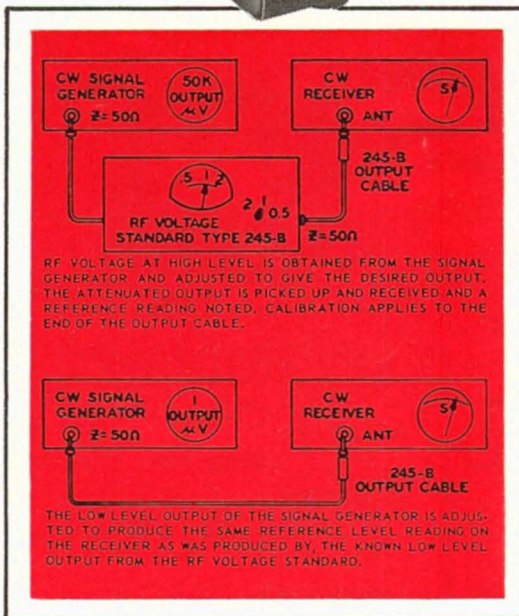 CW SIGNAL
GENERATOR
Z=50Ω
50K
OUTPUT
μV
CW
RECEIVER
ANT
S
245-B
OUTPUT
CABLE
.5 1 2
2 1 0.5
RF VOLTAGE
STANDARD TYPE 245-B
Z=50Ω
RF VOLTAGE AT HIGH LEVEL IS OBTAINED FROM THE SIGNAL
GENERATOR AND ADJUSTED TO GIVE THE DESIRED OUTPUT.
THE ATTENUATED OUTPUT IS PICKED UP AND RECEIVED AND A
REFERENCE READING NOTED. CALIBRATION APPLIES TO THE
END OF THE OUTPUT CABLE.
CW SIGNAL
GENERATOR
Z=50Ω
1
OUTPUT
μV
CW
RECEIVER
ANT
S
245-B
OUTPUT CABLE
THE LOW LEVEL OUTPUT OF THE SIGNAL GENERATOR IS ADJUS-
TED TO PRODUCE THE SAME REFERENCE LEVEL READING ON
THE RECEIVER AS WAS PRODUCED BY, THE KNOWN LOW LEVEL
OUTPUT FROM THE RF VOLTAGE STANDARD.